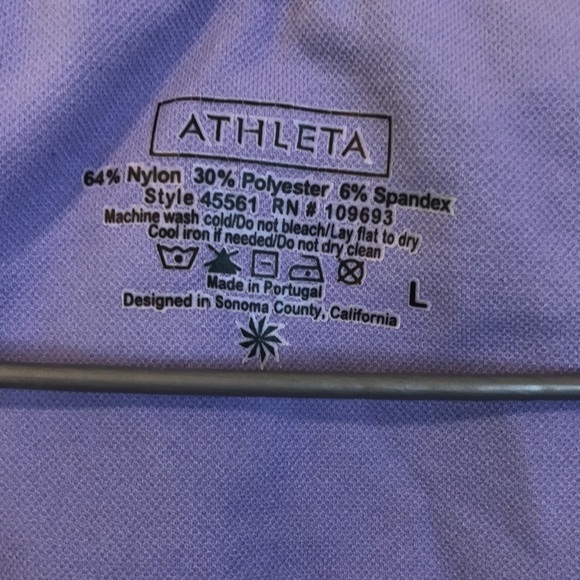 ATHLETA
64% Nylon 30% Polyester 6% Spandex
Style 45561 RN # 109693
Machine wash cold/Do not bleach/Lay flat to dry
Cool iron if needed/Do not dry clean
Made in Portugal
L
Designed in Sonoma County, California